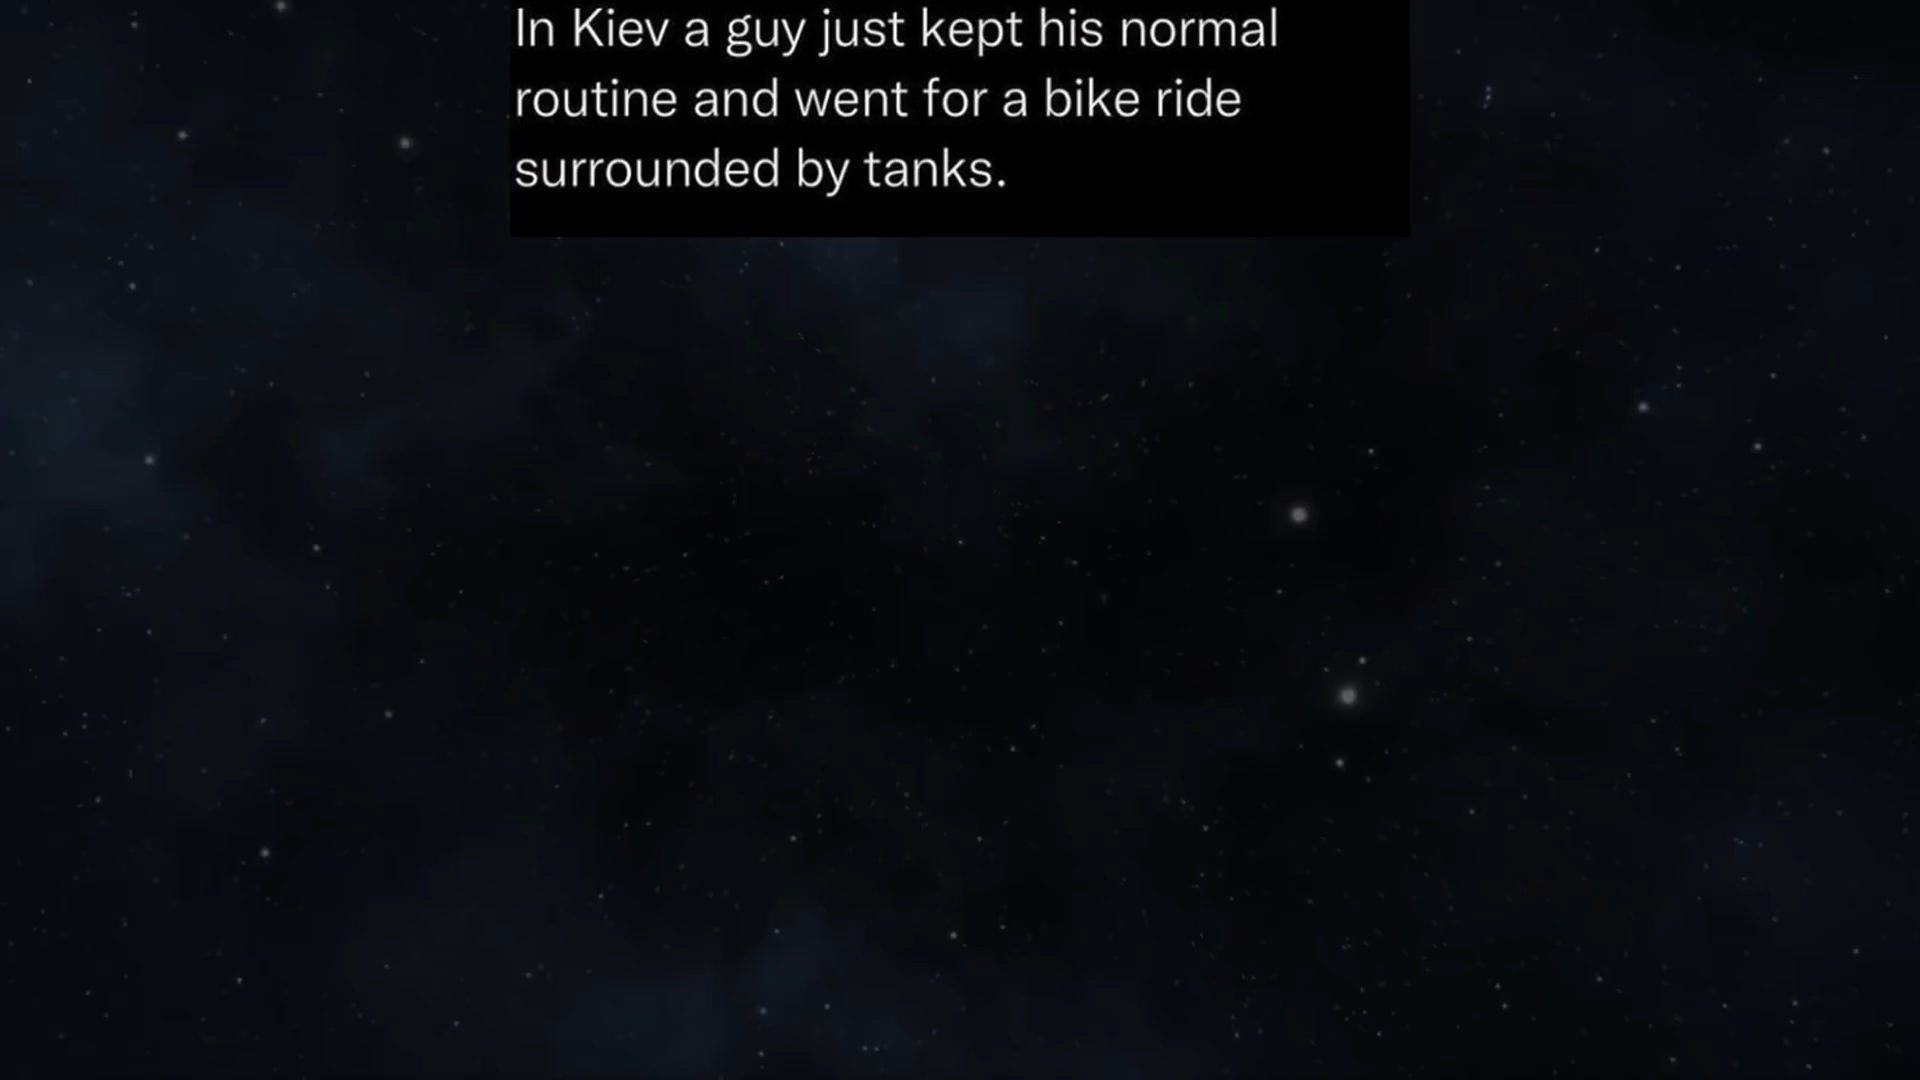 In Kiev a guy just kept his normal
routine and went for a bike ride
surrounded by tanks.